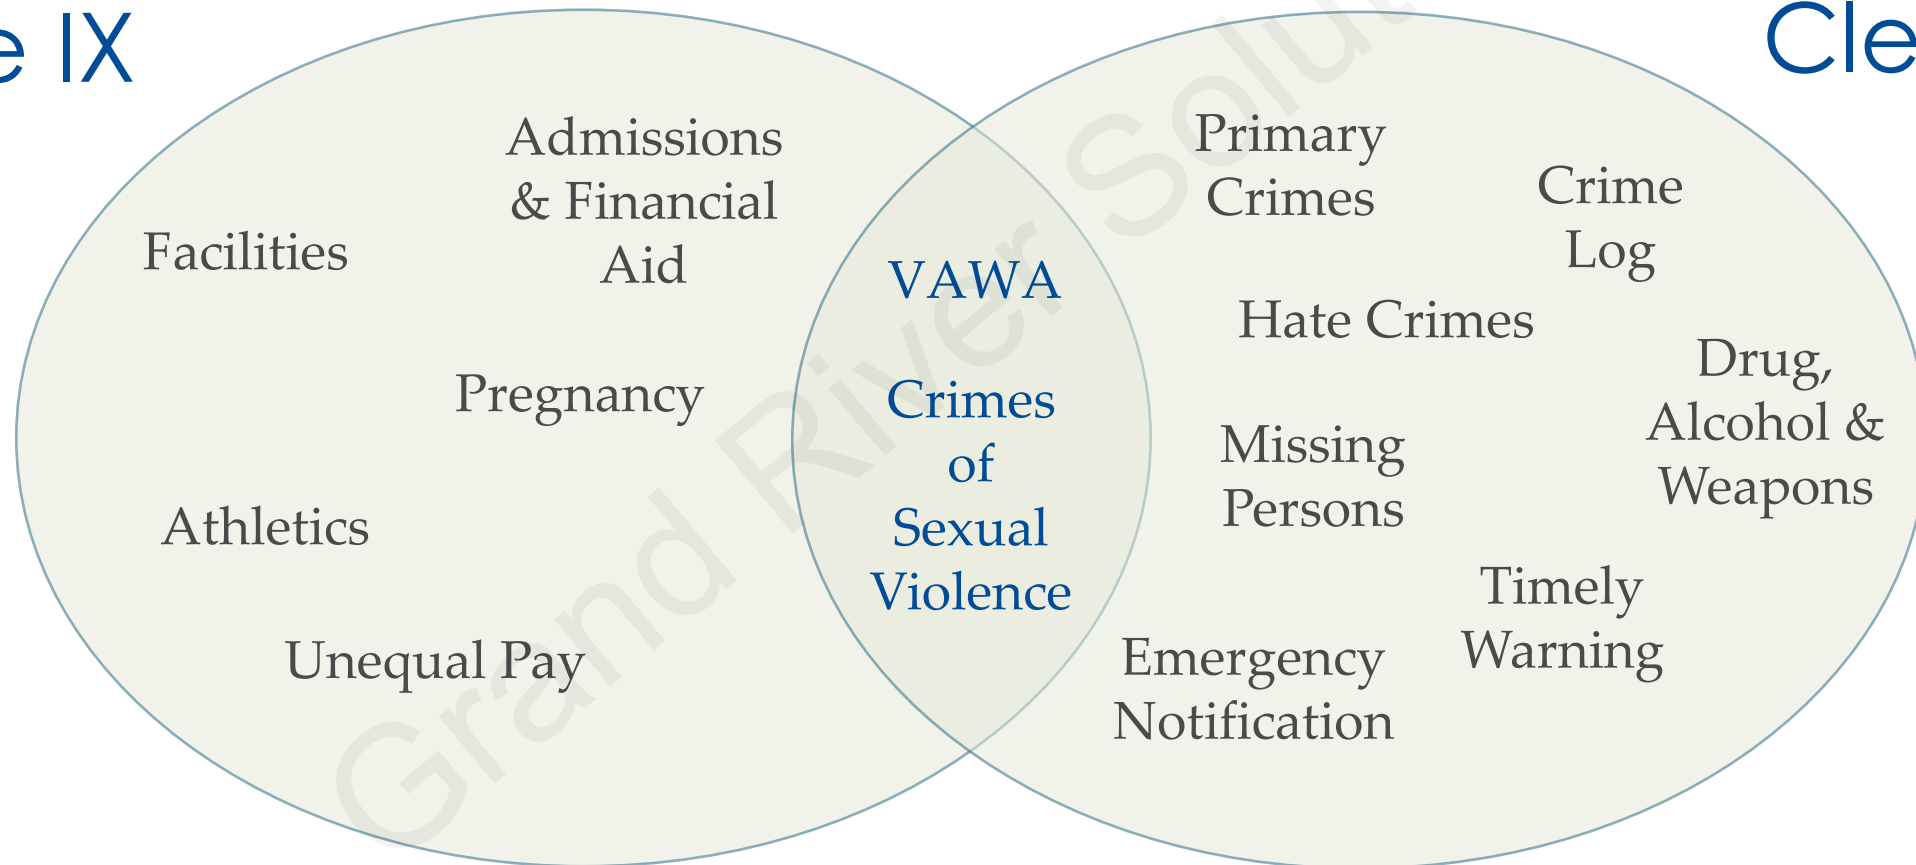 e IX
Cle
Admissions
& Financial
Aid
Facilities
Pregnancy
Athletics
Unequal Pay
VAWA
Crimes
of
Sexual
Violence
Primary
Crimes
Crime
Log
Hate Crimes
Drug,
Alcohol &
Weapons
Missing
Persons
Timely
Warning
Emergency
Notification
Grand River Solut